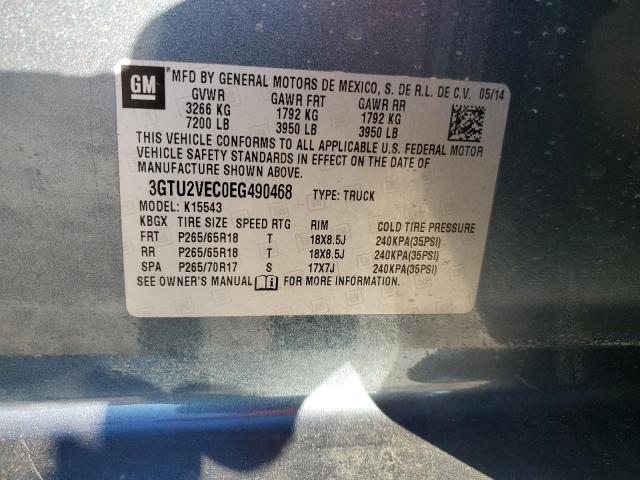 GM
®MFD BY GENERAL MOTORS DE MEXICO, S. DE R.L. DE C.V. 05/14
GVWR GAWR FRT GAWR RR
3266 KG 1792 KG 1792 KG
7200 LB 3950 LB 3950 LB
THIS VEHICLE CONFORMS TO ALL APPLICABLE U.S. FEDERAL MOTOR
VEHICLE SAFETY STANDARDS IN EFFECT ON THE DATE OF
MANUFACTURE SHOWN ABOVE.
3GTU2VEC0EG490468 TYPE: TRUCK
MODEL: K15543
KBGX TIRE SIZE SPEED RTG RIM COLD TIRE PRESSURE
FRT P265/65R18 T 18X8.5J 240KPA(35PSI)
RR P265/65R18 T 18X8.5J 240KPA(35PSI)
SPA P265/70R17 S 17X7J 240KPA(35PSI)
SEE OWNER'S MANUAL FOR MORE INFORMATION.